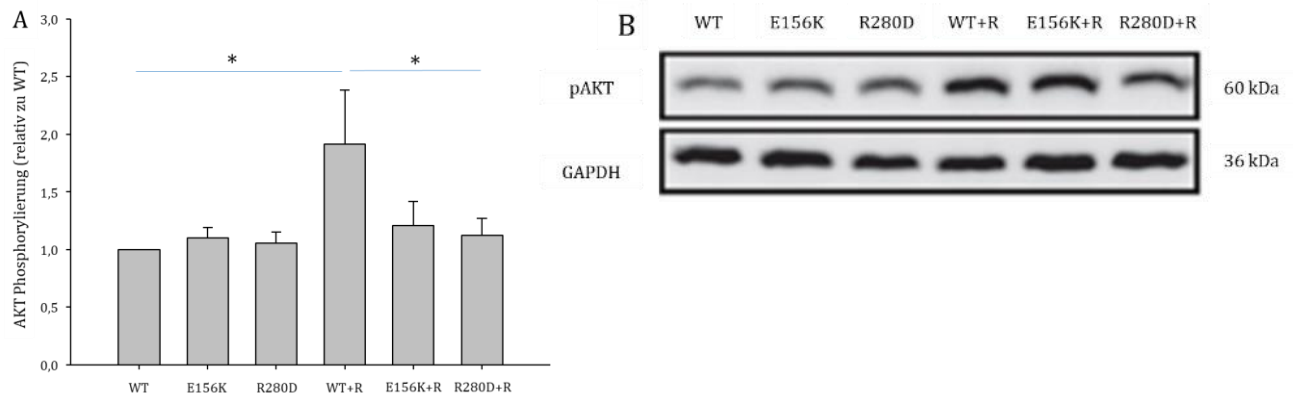 A
AKT Phosphorylierung (relativ zu WT)
3,0
2,5
2,0
1,5
1,0
0,5
0,0
*
*
WT E156K R280D WT+R E156K+R R280D+R
B
WT E156K R280D WT+R E156K+R R280D+R
pAKT 60 kDa
GAPDH 36 kDa